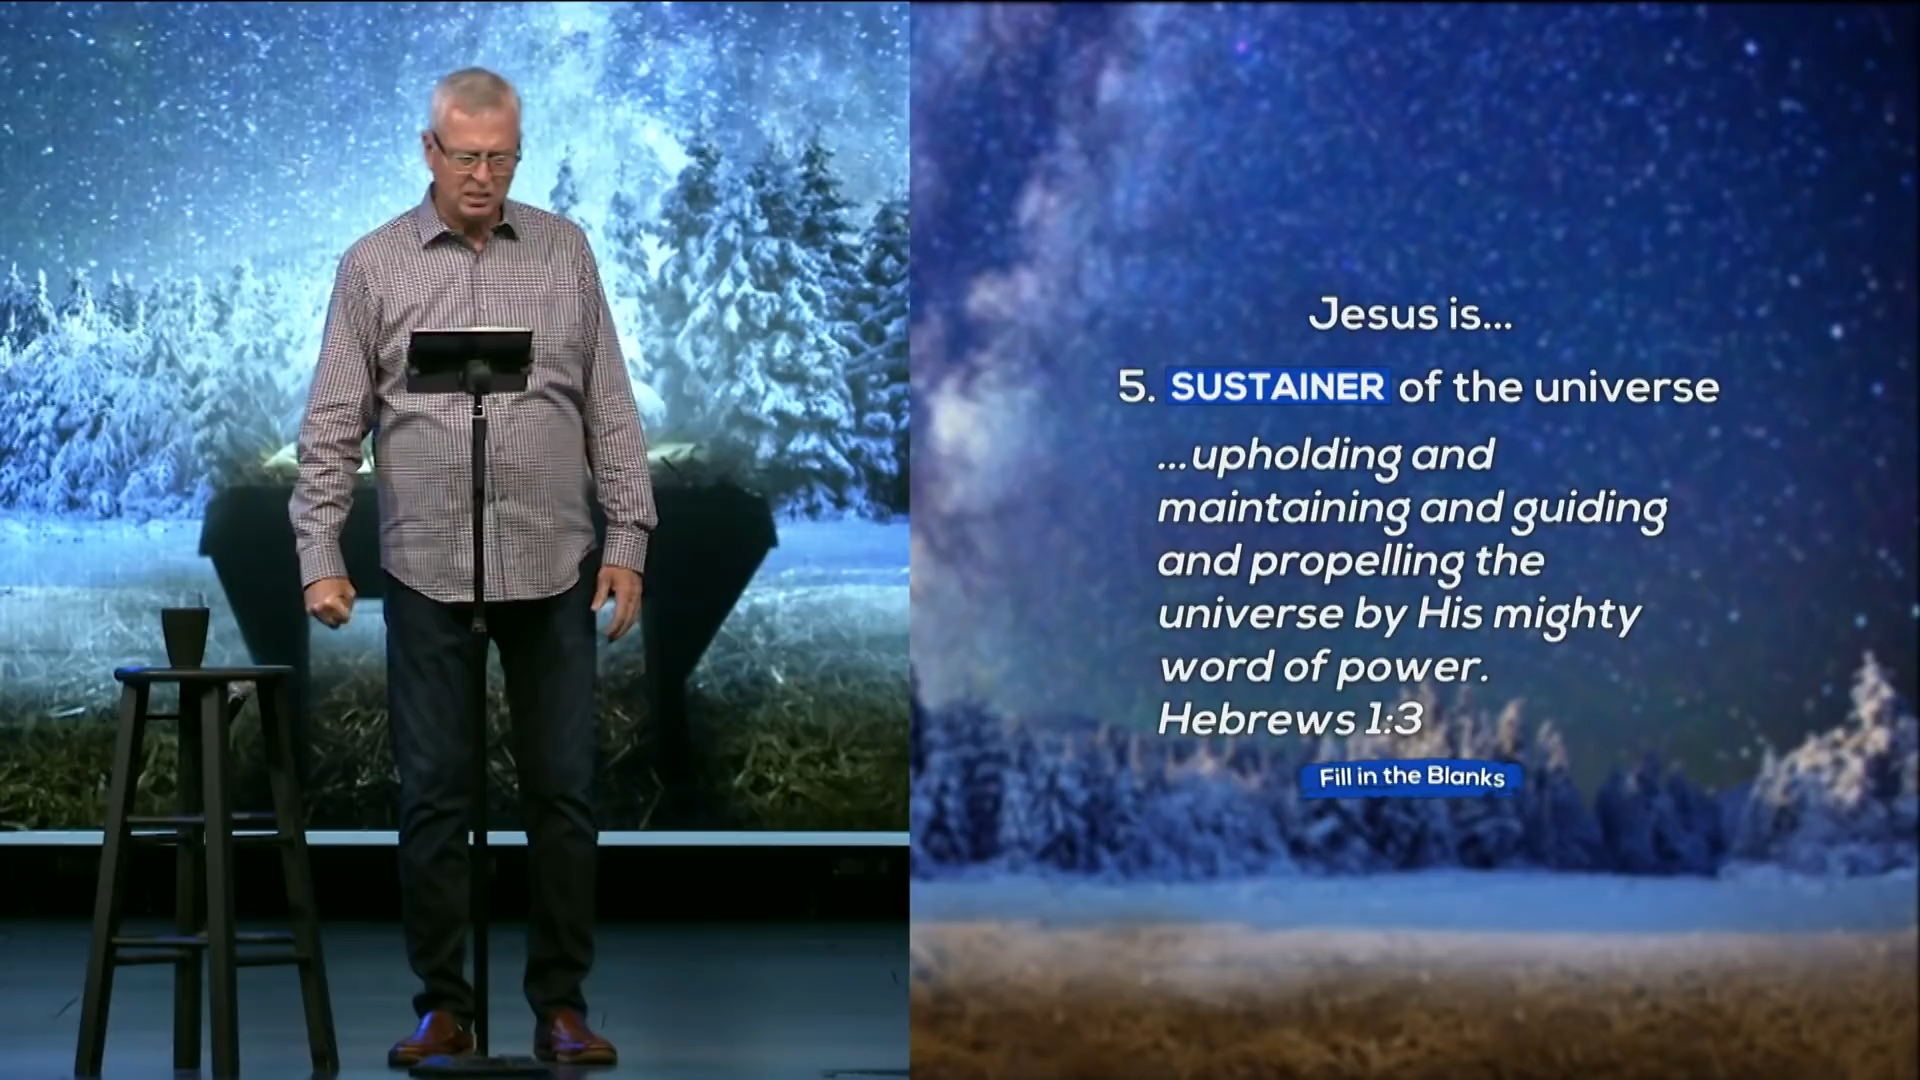 Jesus is...
5. SUSTAINER of the universe
...upholding and
maintaining and guiding
and propelling the
universe by His mighty
word of power.
Hebrews 1:3
Fill in the Blanks